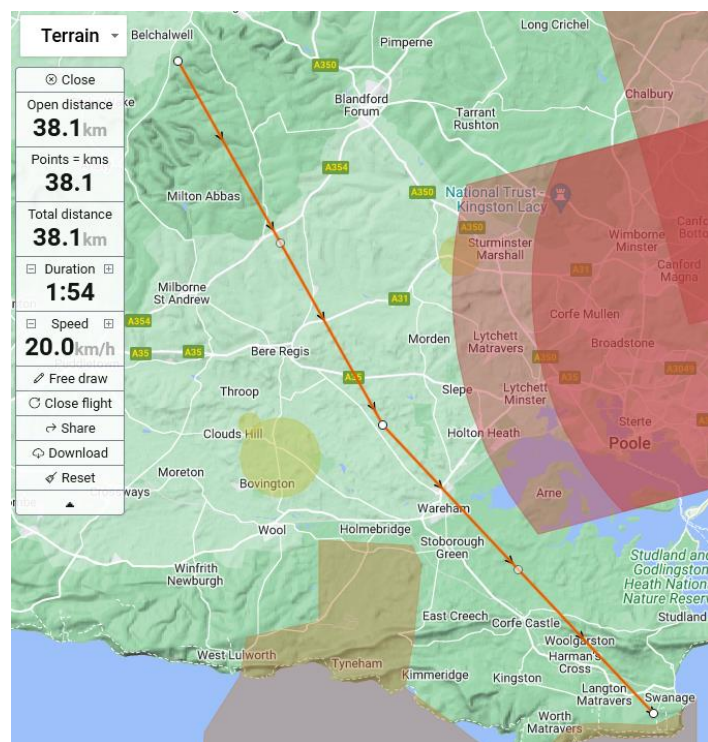 Terrain
Close
Open distance
38.1km
Points = kms
38.1
Total distance
38.1km
Duration
1:54
Speed
20.0km/h
Free draw
Close flight
Share
Download
Reset
Belchalwell
Pimperne
Long Crichel
A350
Blandford
Forum
Tarrant
Rushton
Chalbury
A354
A350
National Trust -
Kingston Lacy
Milton Abbas
A350
Sturminster
Marshall
Wimborne
Minster
Canford
Magna
A31
Milborne
St Andrew
A31
Corfe Mullen
A354
Morden
Lytchett
Matravers
Broadstone
A35
A35
Bere Regis
A350
A35
A3049
A35
Throop
Slepe
Lytchett
Minster
Clouds Hill
Holton Heath
Sterte
Poole
Moreton
Bovington
Arne
Wareham
Wool
Holmebridge
Stoborough
Green
Winfrith
Newburgh
Studland and
Godlingston
Heath National
Nature Reser
East Creech
Corfe Castle
Studland
Woolgarston
West Lulworth
Tyneham
Harman's
Cross
Kimmeridge
Kingston
Langton
Matravers
Swanage
Worth
Matravers